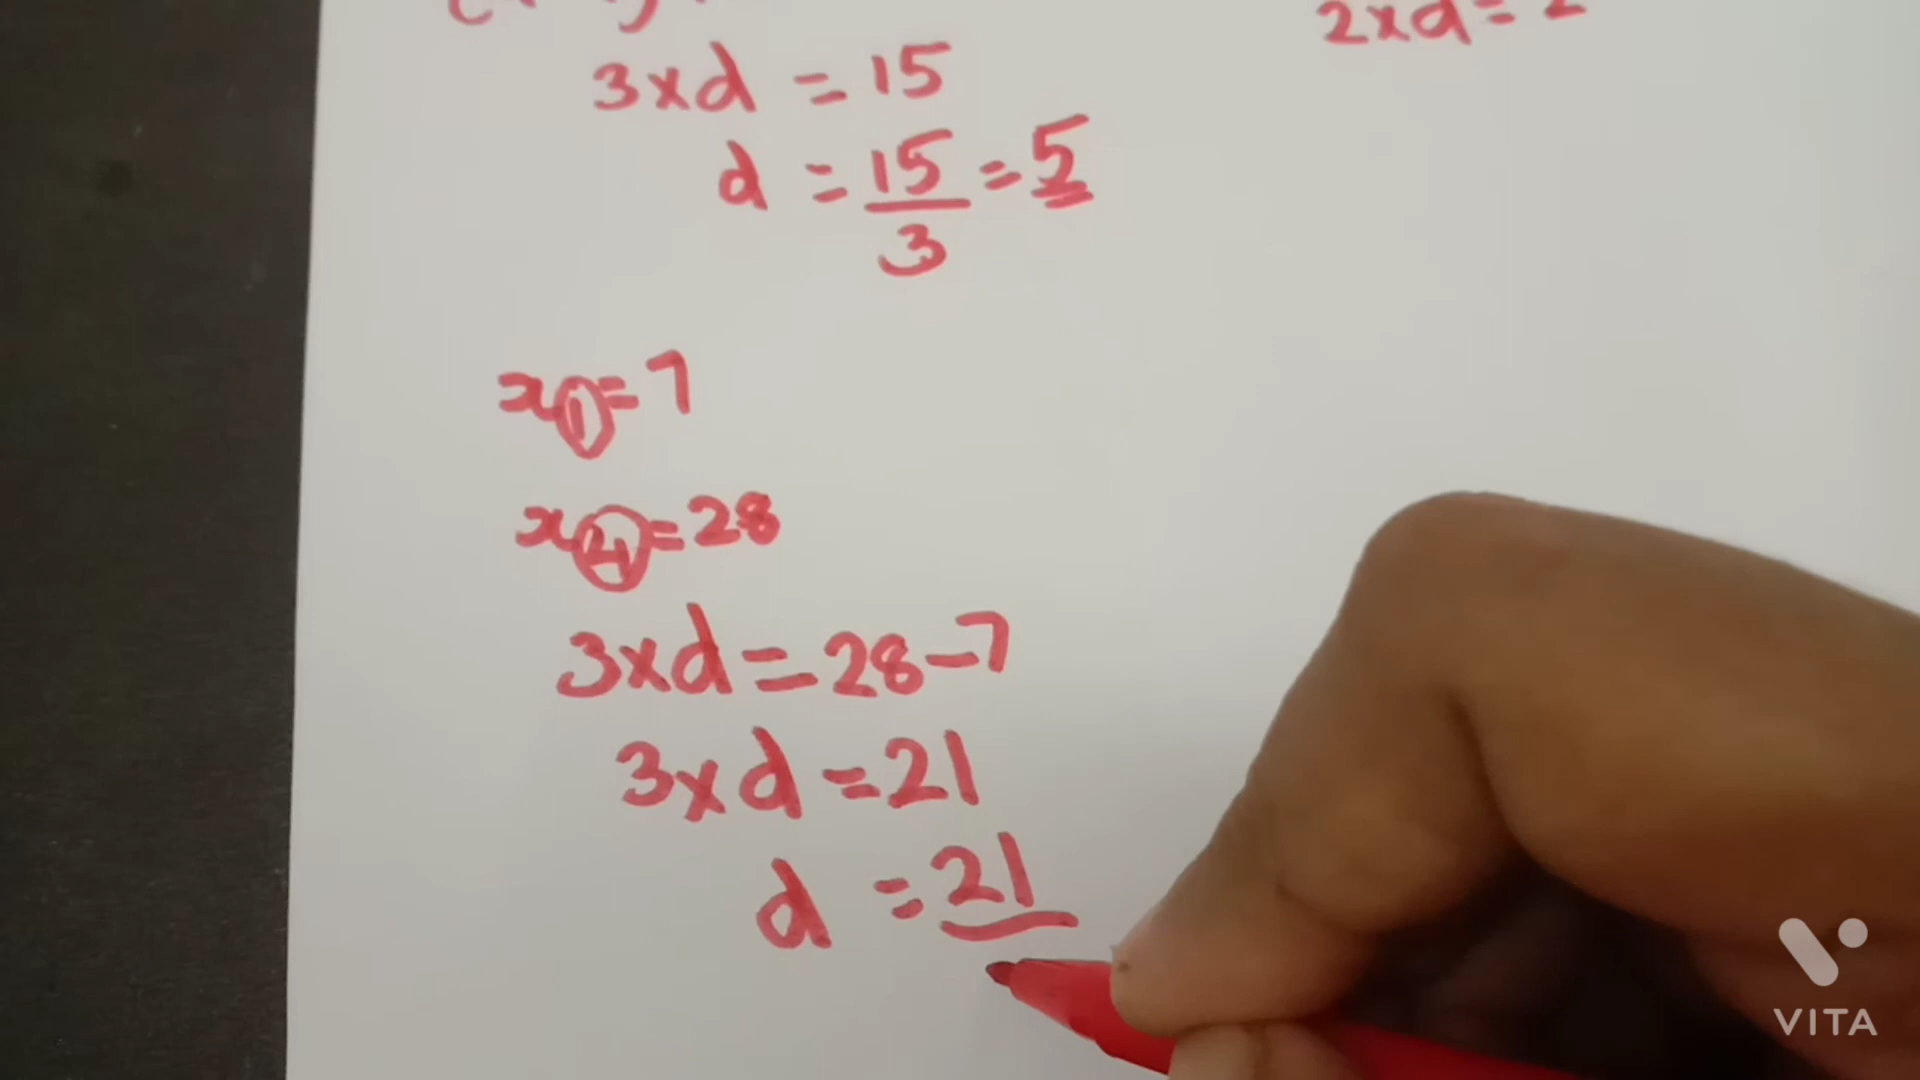 2xd=2
3xd = 15
d = 15/3 = 5
x1=7
x4=28
3xd=28-7
3xd=21
d = 21
VITA